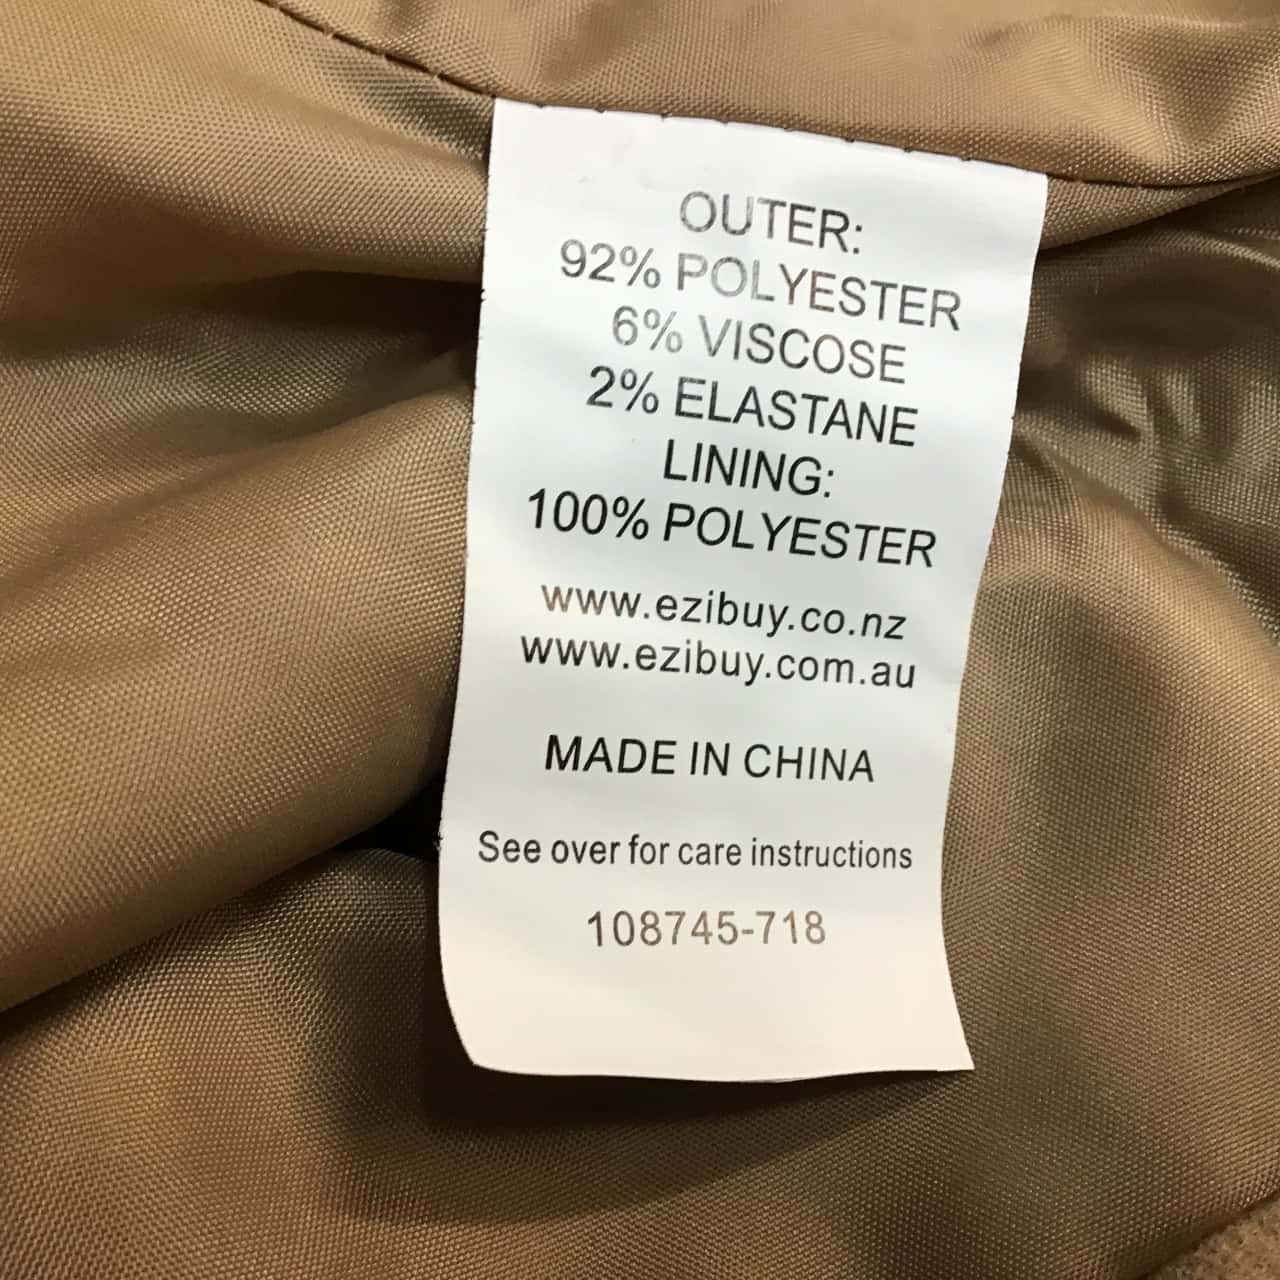 OUTER:
92% POLYESTER
6% VISCOSE
2% ELASTANE
LINING:
100% POLYESTER
www.ezibuy.co.nz
www.ezibuy.com.au
MADE IN CHINA
See over for care instructions
108745-718